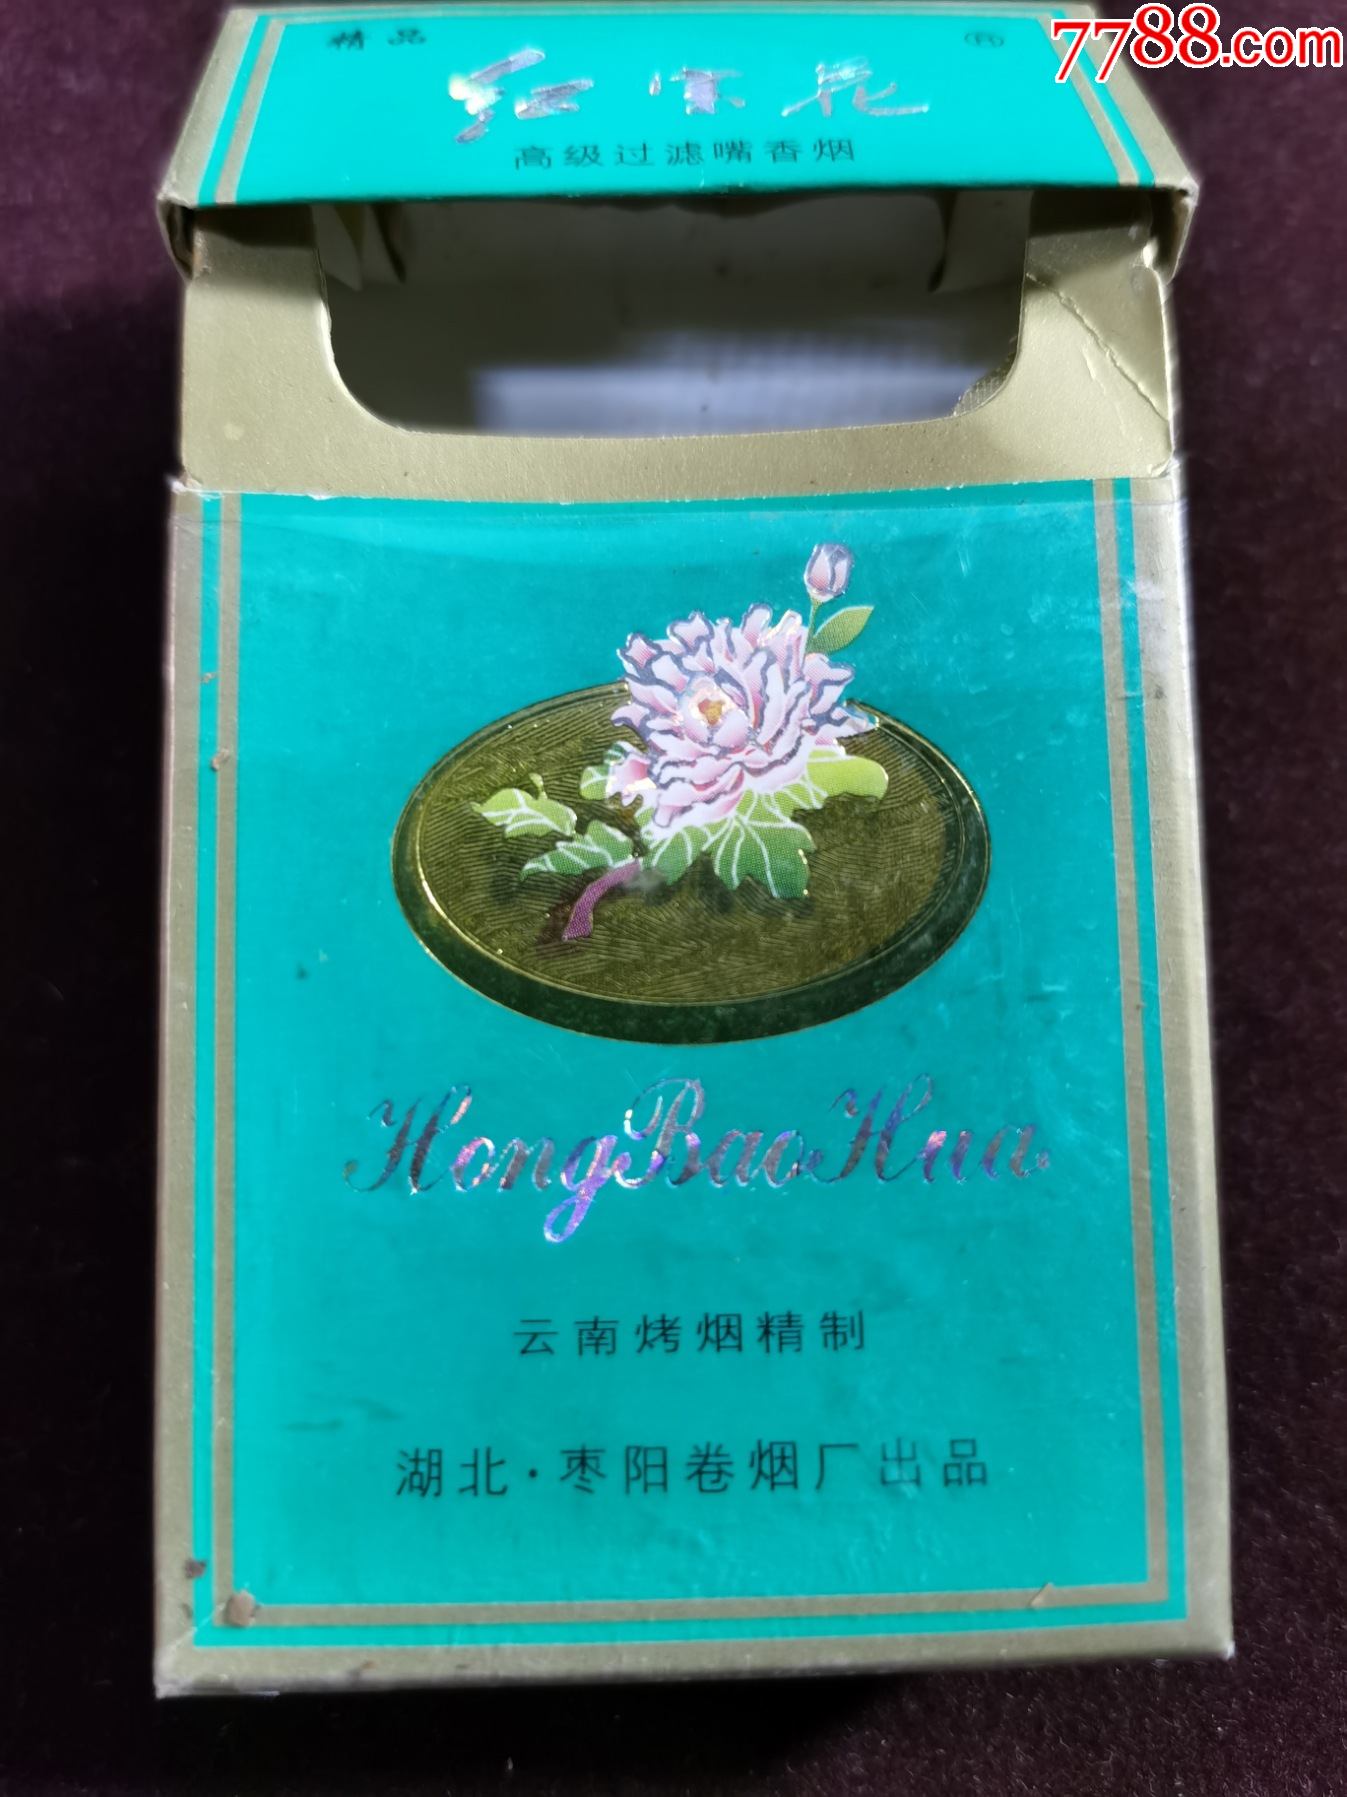 7788.com
精品 ®
红宝花
高级过滤嘴香烟
HongBaoHua
云南烤烟精制
湖北·枣阳卷烟厂出品